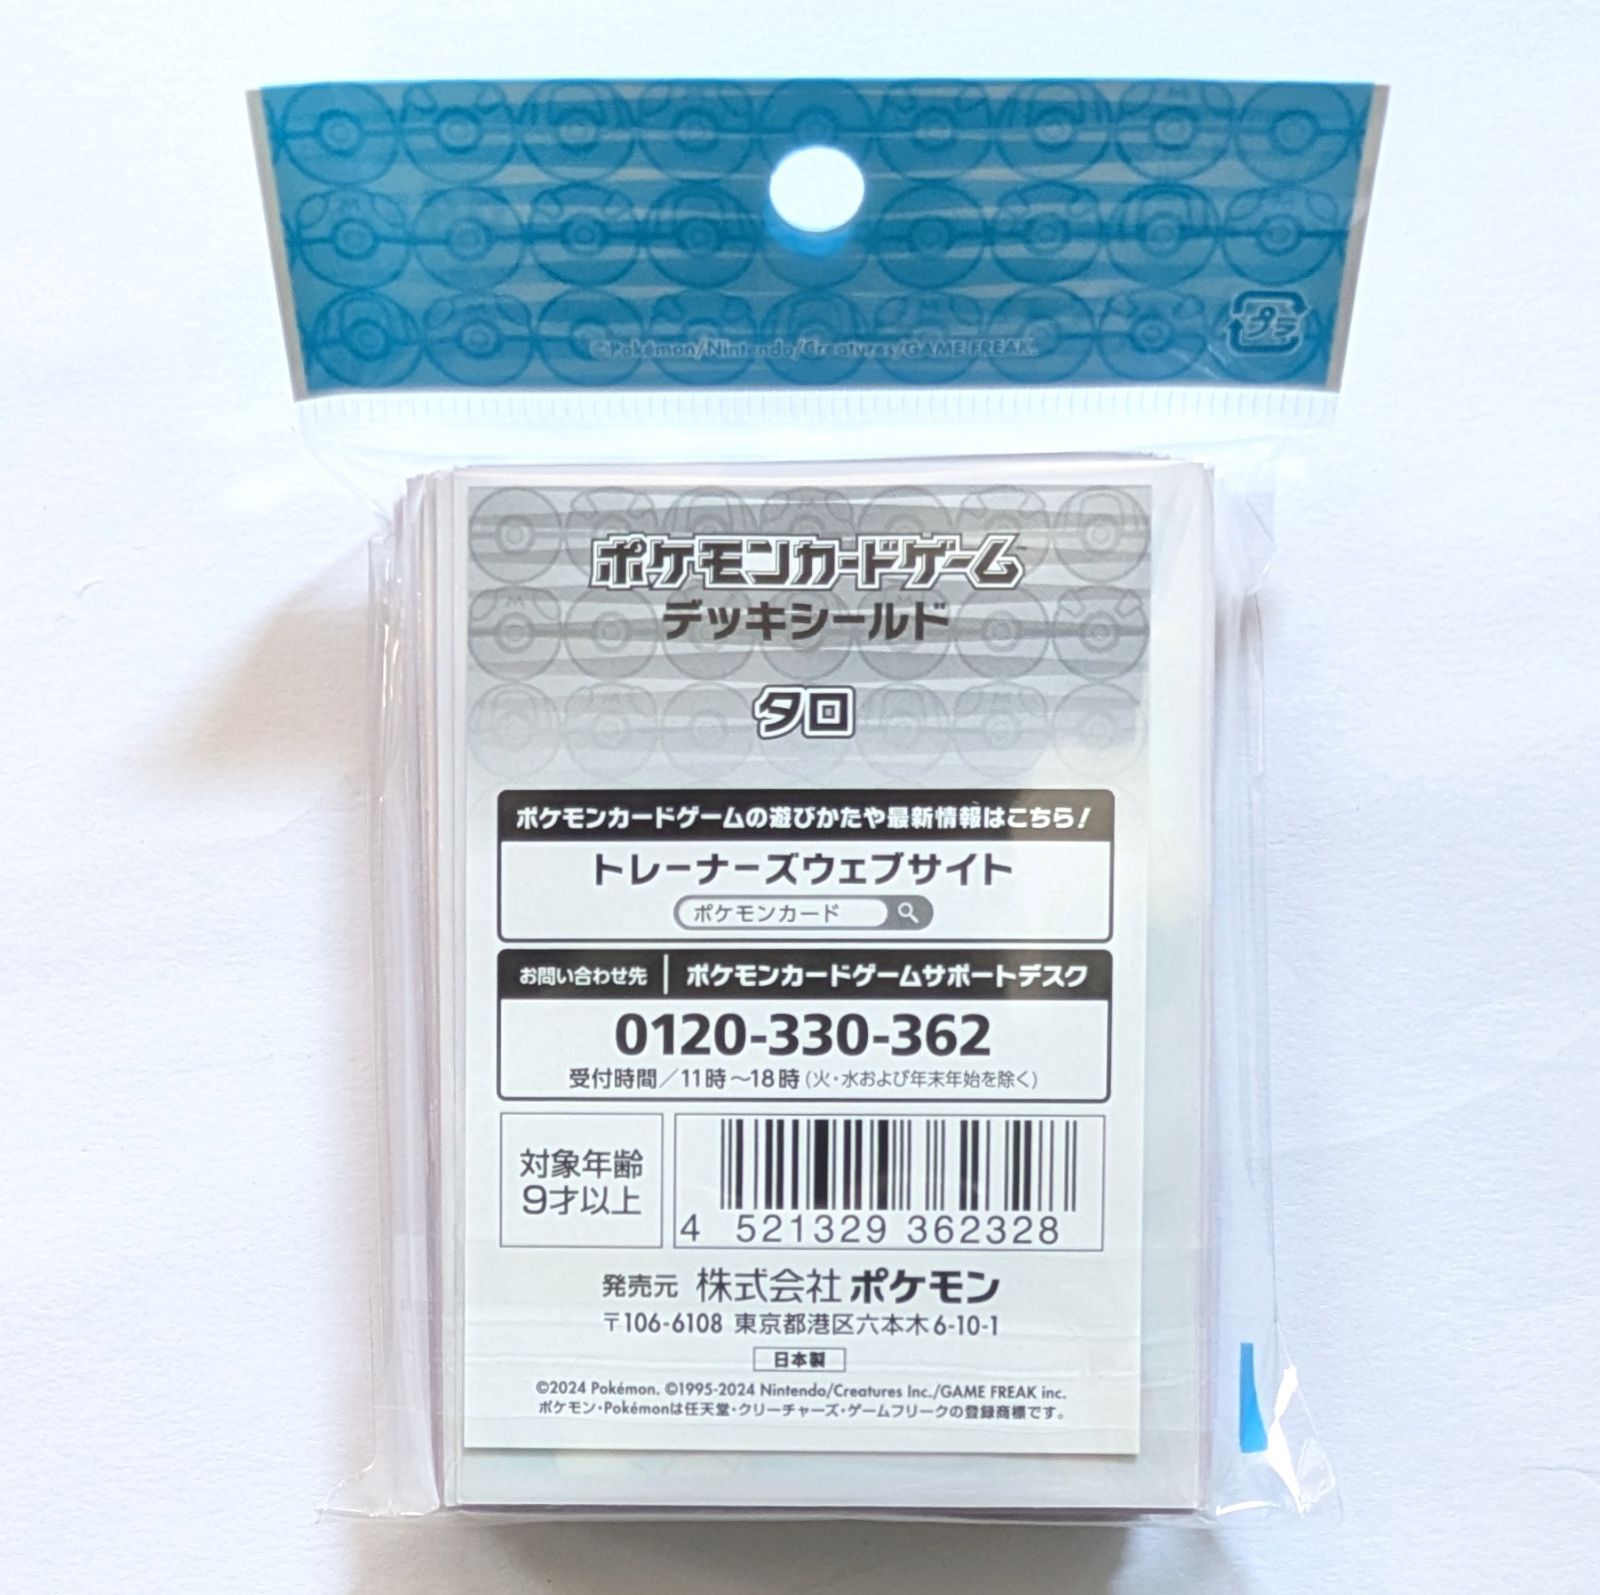 ©Pokémon/Nintendo/Creatures/GAME FREAK.
プラ
ポケモンカードゲーム
デッキシールド
タロ
ポケモンカードゲームの遊びかたや最新情報はこちら!
トレーナーズウェブサイト
ポケモンカード
お問い合わせ先 ポケモンカードゲームサポートデスク
0120-330-362
受付時間/11時〜18時(火・水および年末年始を除く)
対象年齢
9才以上
4 521329 362328
発売元 株式会社ポケモン
〒106-6108 東京都港区六本木6-10-1
日本製
©2024 Pokémon. ©1995-2024 Nintendo/Creatures Inc./GAME FREAK inc.
ポケモン・Pokémonは任天堂・クリーチャーズ・ゲームフリークの登録商標です。